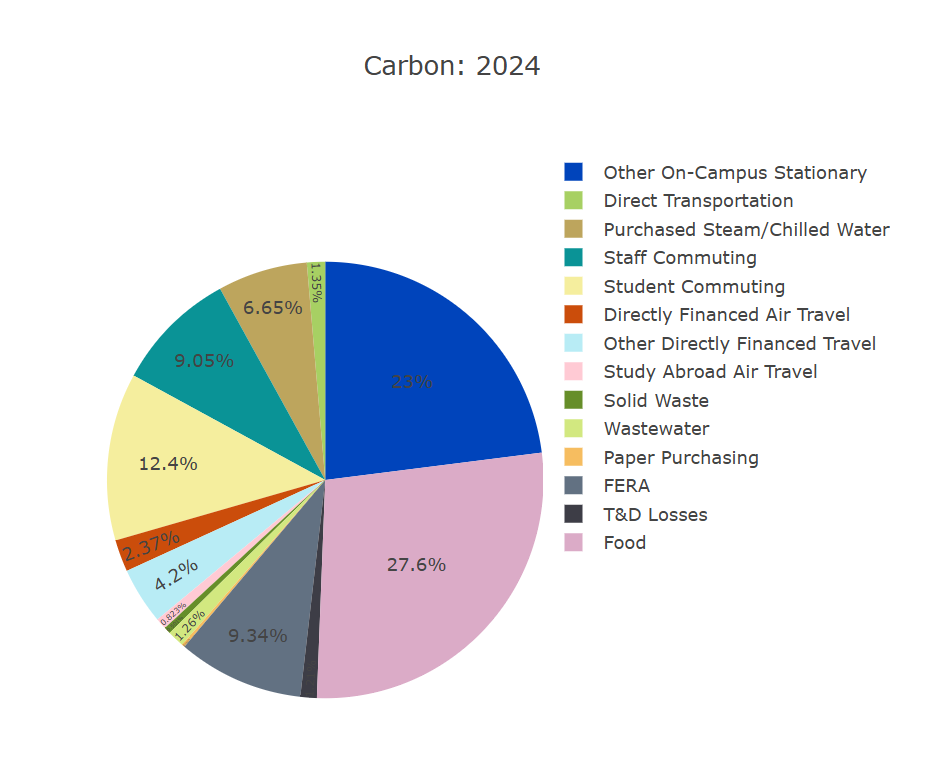 Carbon: 2024
Other On-Campus Stationary
Direct Transportation
Purchased Steam/Chilled Water
Staff Commuting
Student Commuting
Directly Financed Air Travel
Other Directly Financed Travel
Study Abroad Air Travel
Solid Waste
Wastewater
Paper Purchasing
FERA
T&D Losses
Food
1.35%
6.65%
9.05%
23%
12.4%
2.37%
4.2%
0.823%
1.26%
9.34%
27.6%